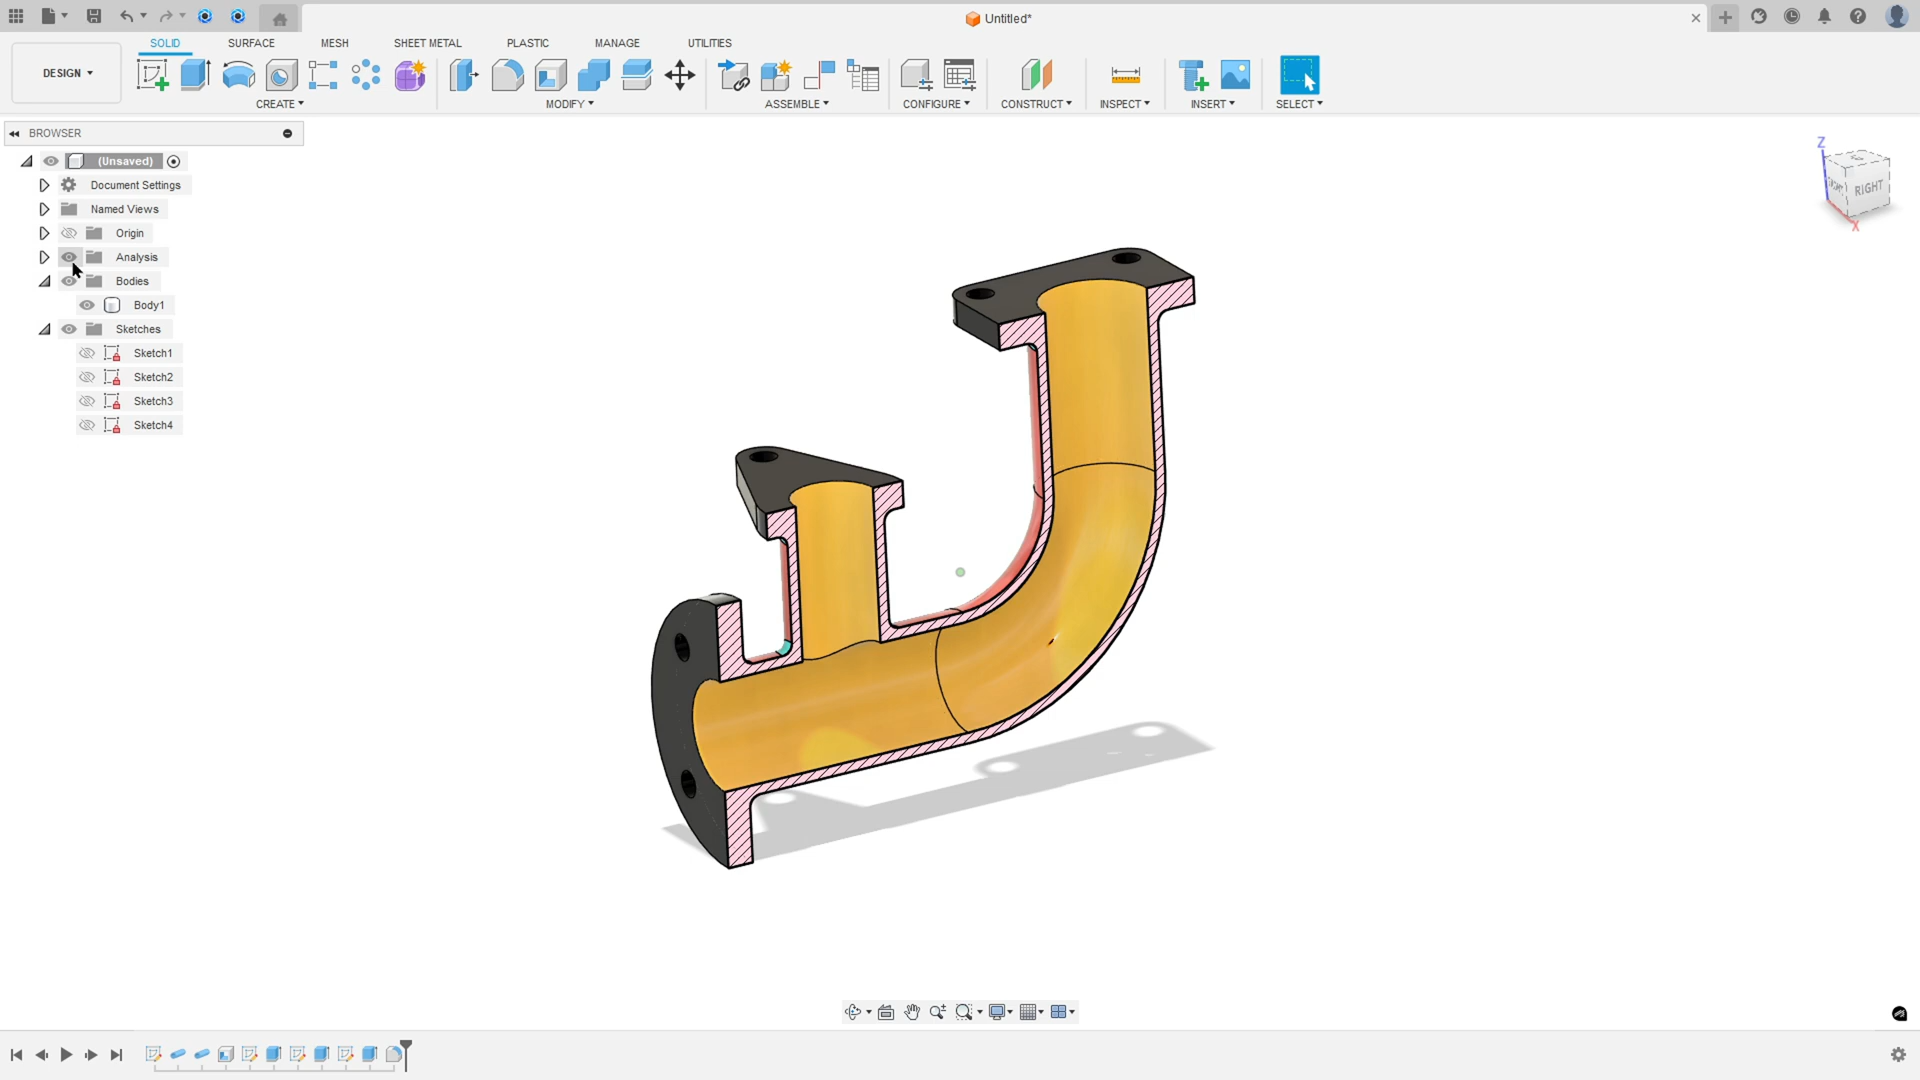 Untitled*
SOLID SURFACE MESH SHEET METAL PLASTIC MANAGE UTILITIES
DESIGN
CREATE MODIFY ASSEMBLE CONFIGURE CONSTRUCT INSPECT INSERT SELECT
BROWSER
(Unsaved)
Document Settings
Named Views
Origin
Analysis
Bodies
Body1
Sketches
Sketch1
Sketch2
Sketch3
Sketch4
Z
RIGHT
X